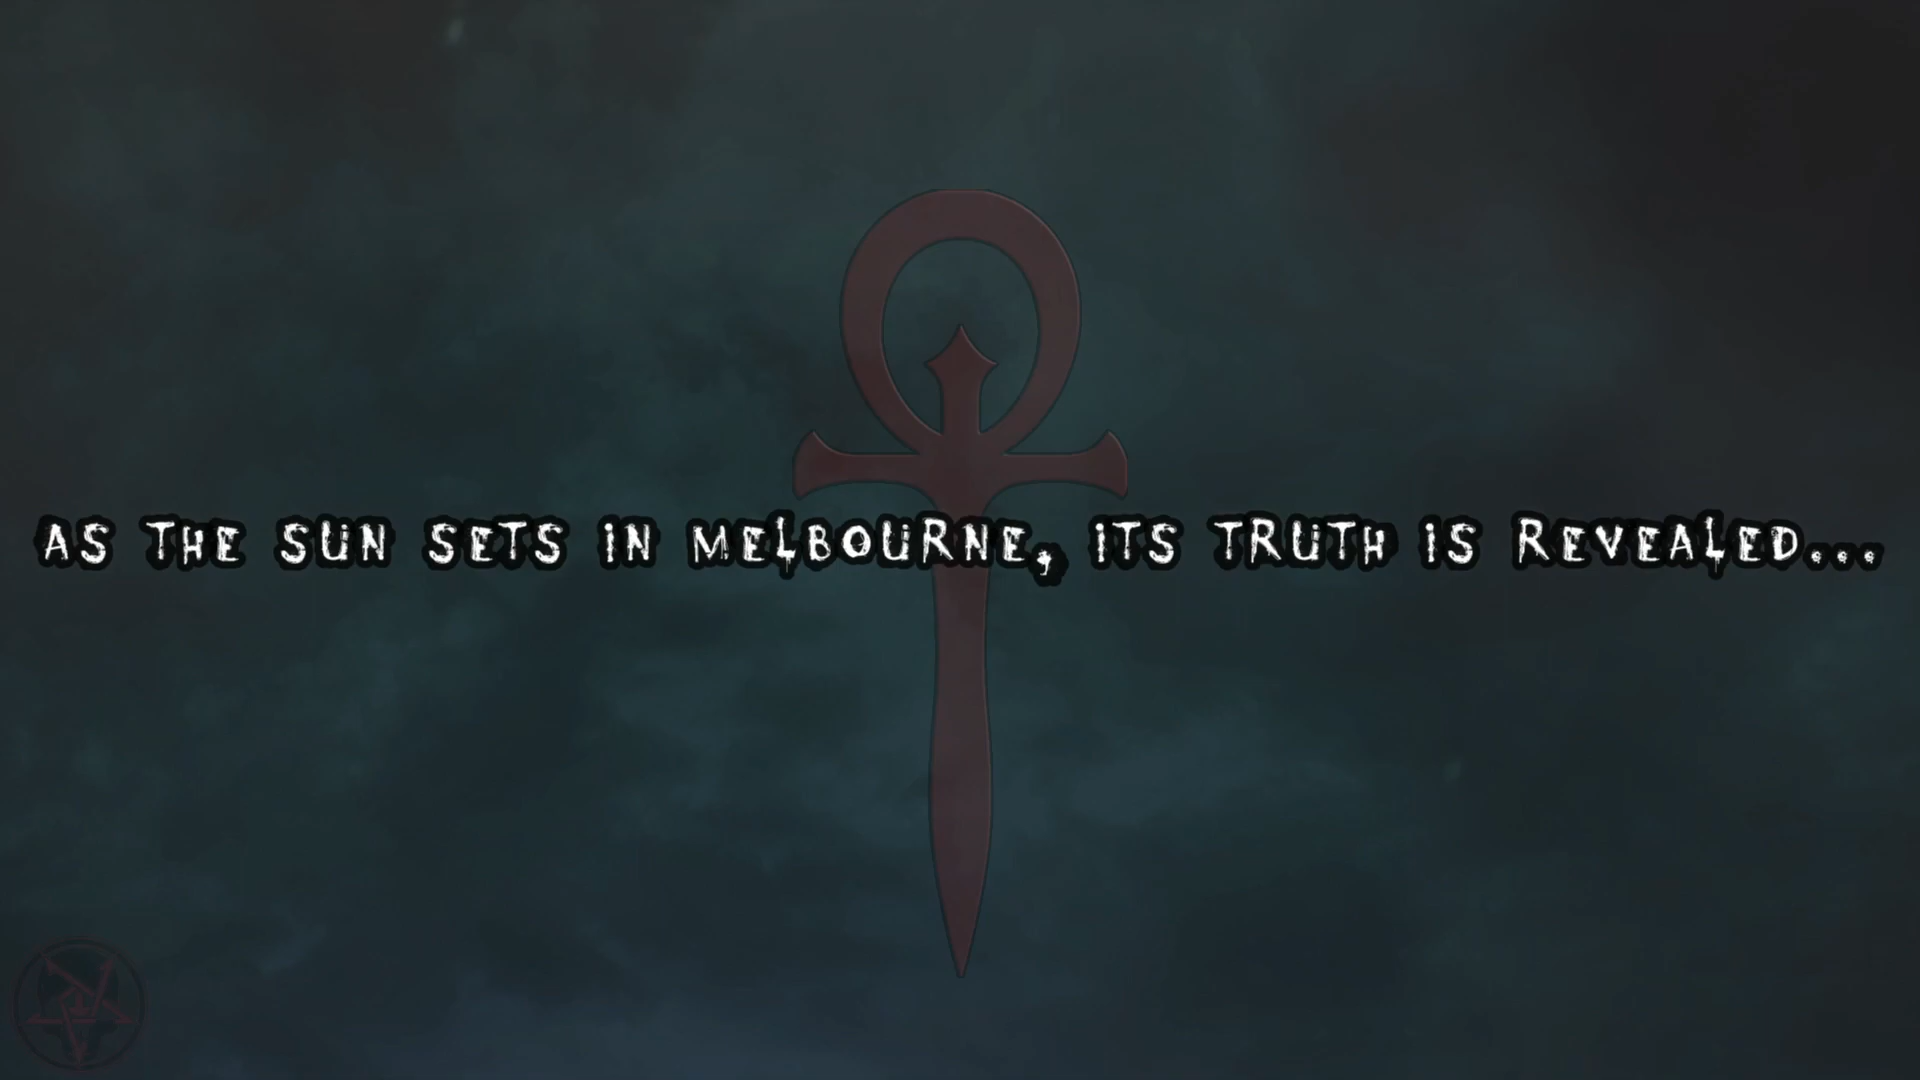 AS THE SUN SETS IN MELBOURNE, ITS TRUTH IS REVEALED...